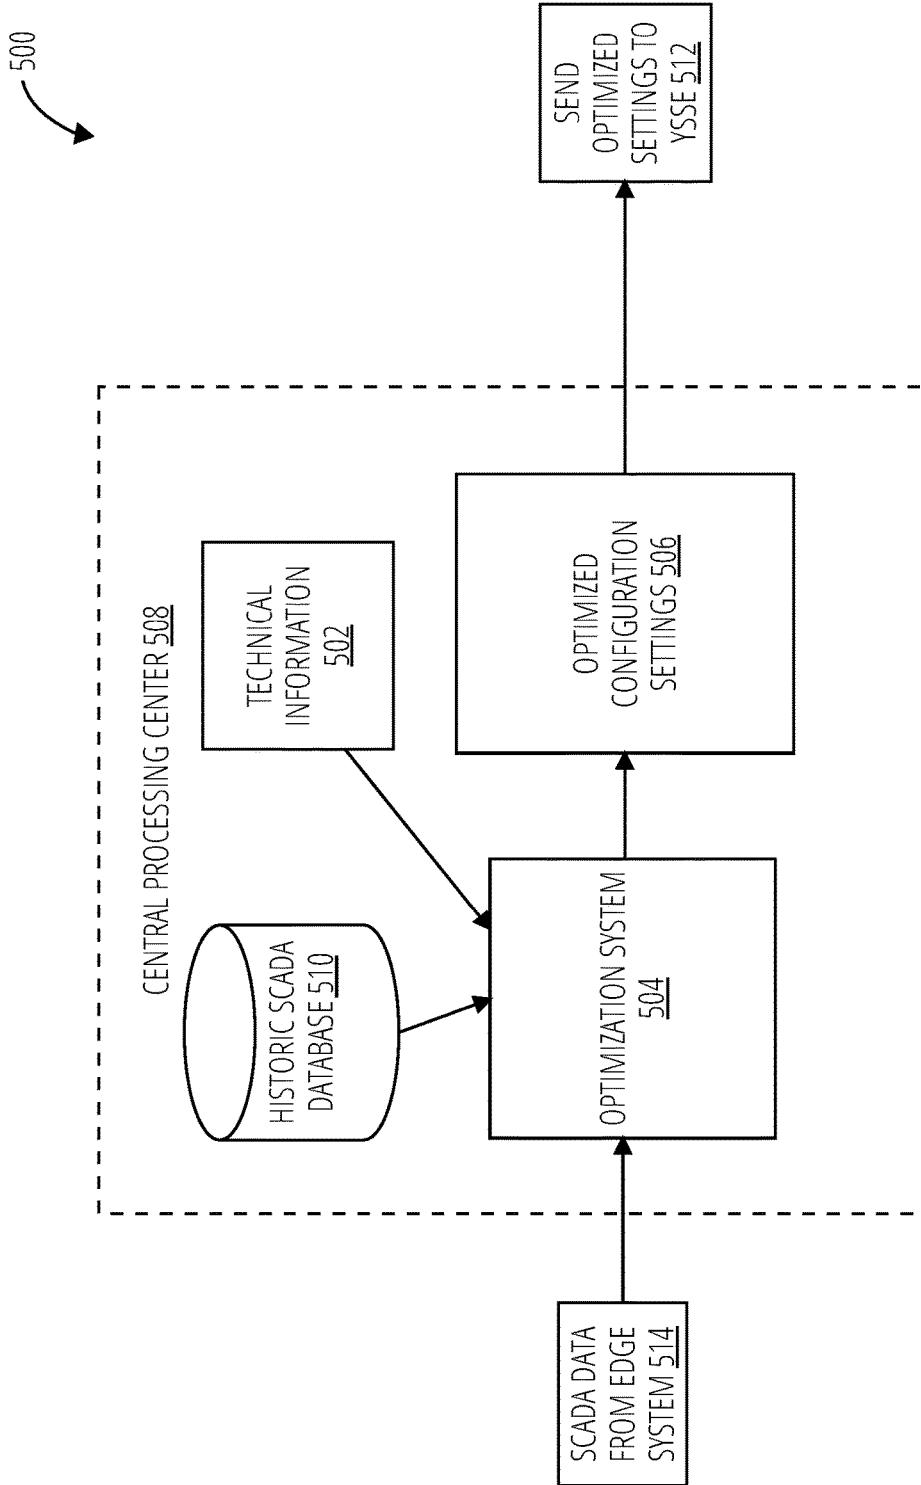 500
CENTRAL PROCESSING CENTER 508
HISTORIC SCADA
DATABASE 510
TECHNICAL
INFORMATION
502
SCADA DATA
FROM EDGE
SYSTEM 514
OPTIMIZATION SYSTEM
504
OPTIMIZED
CONFIGURATION
SETTINGS 506
SEND
OPTIMIZED
SETTINGS TO
YSSE 512